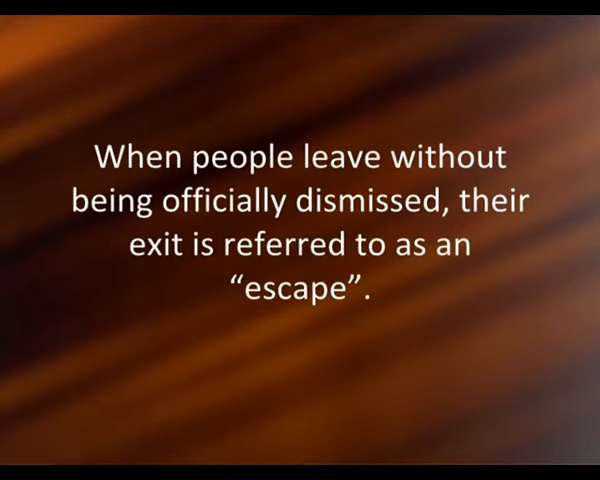 When people leave without
being officially dismissed, their
exit is referred to as an
“escape”.